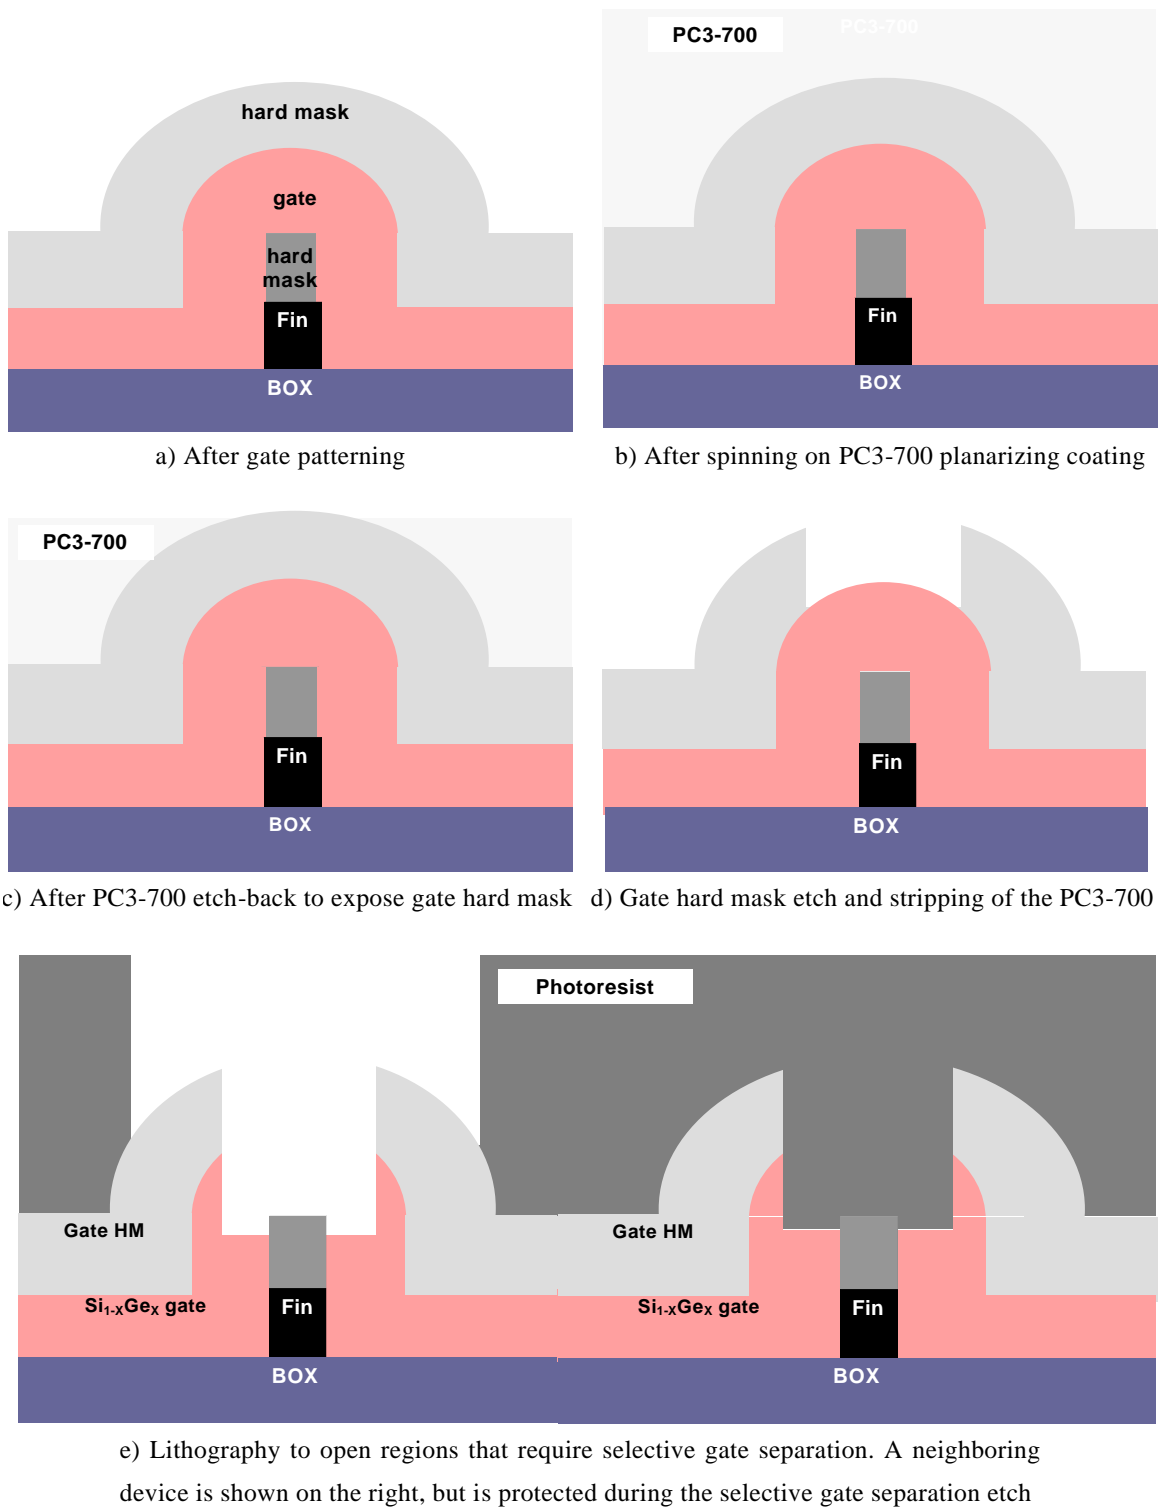 PC3-700 PC3-700
hard mask
gate
hard
mask
Fin
BOX
Fin
BOX
a) After gate patterning
b) After spinning on PC3-700 planarizing coating
PC3-700
Fin
BOX
Fin
BOX
c) After PC3-700 etch-back to expose gate hard mask
d) Gate hard mask etch and stripping of the PC3-700
Photoresist
Gate HM
Si1-XGeX gate
Fin
BOX
Gate HM
Si1-XGeX gate
Fin
BOX
e) Lithography to open regions that require selective gate separation. A neighboring
device is shown on the right, but is protected during the selective gate separation etch